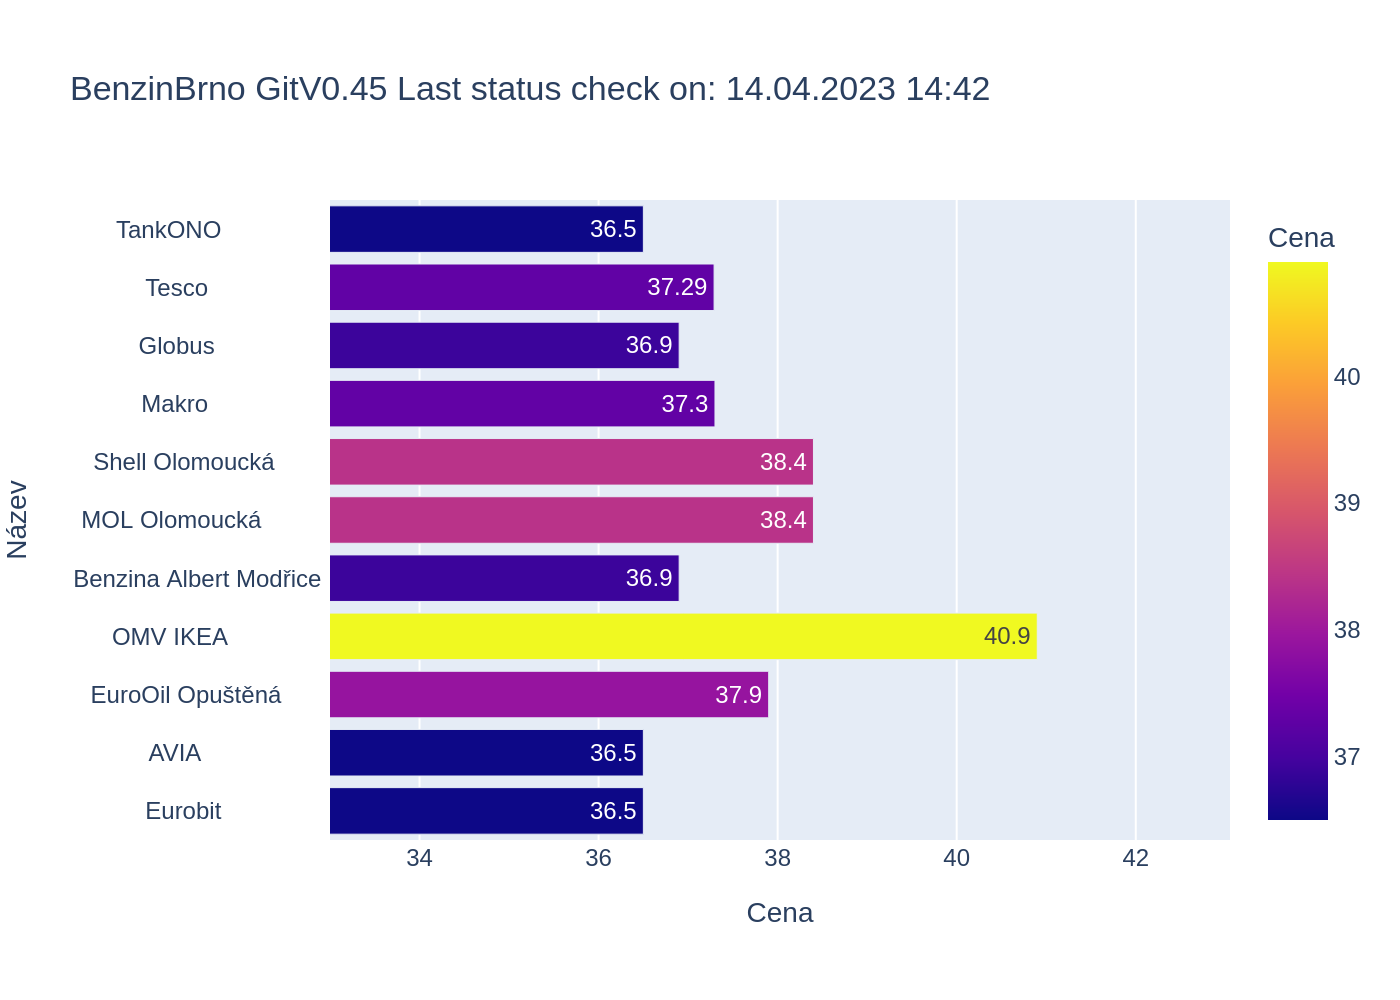 BenzinBrno GitV0.45 Last status check on: 14.04.2023 14:42
TankONO 36.5
Tesco 37.29
Globus 36.9
Makro 37.3
Shell Olomoucká 38.4
MOL Olomoucká 38.4
Benzina Albert Modřice 36.9
OMV IKEA 40.9
EuroOil Opuštěná 37.9
AVIA 36.5
Eurobit 36.5
Název
34 36 38 40 42
Cena
Cena
40
39
38
37